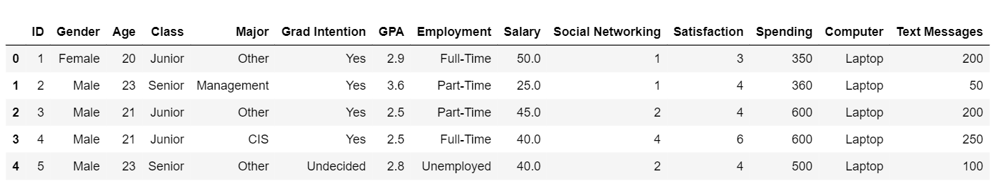 ID Gender Age Class Major Grad Intention GPA Employment Salary Social Networking Satisfaction Spending Computer Text Messages
0 1 Female 20 Junior Other Yes 2.9 Full-Time 50.0 1 3 350 Laptop 200
1 2 Male 23 Senior Management Yes 3.6 Part-Time 25.0 1 4 360 Laptop 50
2 3 Male 21 Junior Other Yes 2.5 Part-Time 45.0 2 4 600 Laptop 200
3 4 Male 21 Junior CIS Yes 2.5 Full-Time 40.0 4 6 600 Laptop 250
4 5 Male 23 Senior Other Undecided 2.8 Unemployed 40.0 2 4 500 Laptop 100